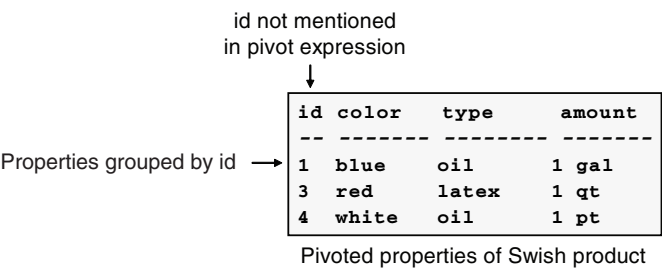 id not mentioned
in pivot expression
id color type amount
-- ------- -------- -------
Properties grouped by id
1 blue oil 1 gal
3 red latex 1 qt
4 white oil 1 pt
Pivoted properties of Swish product